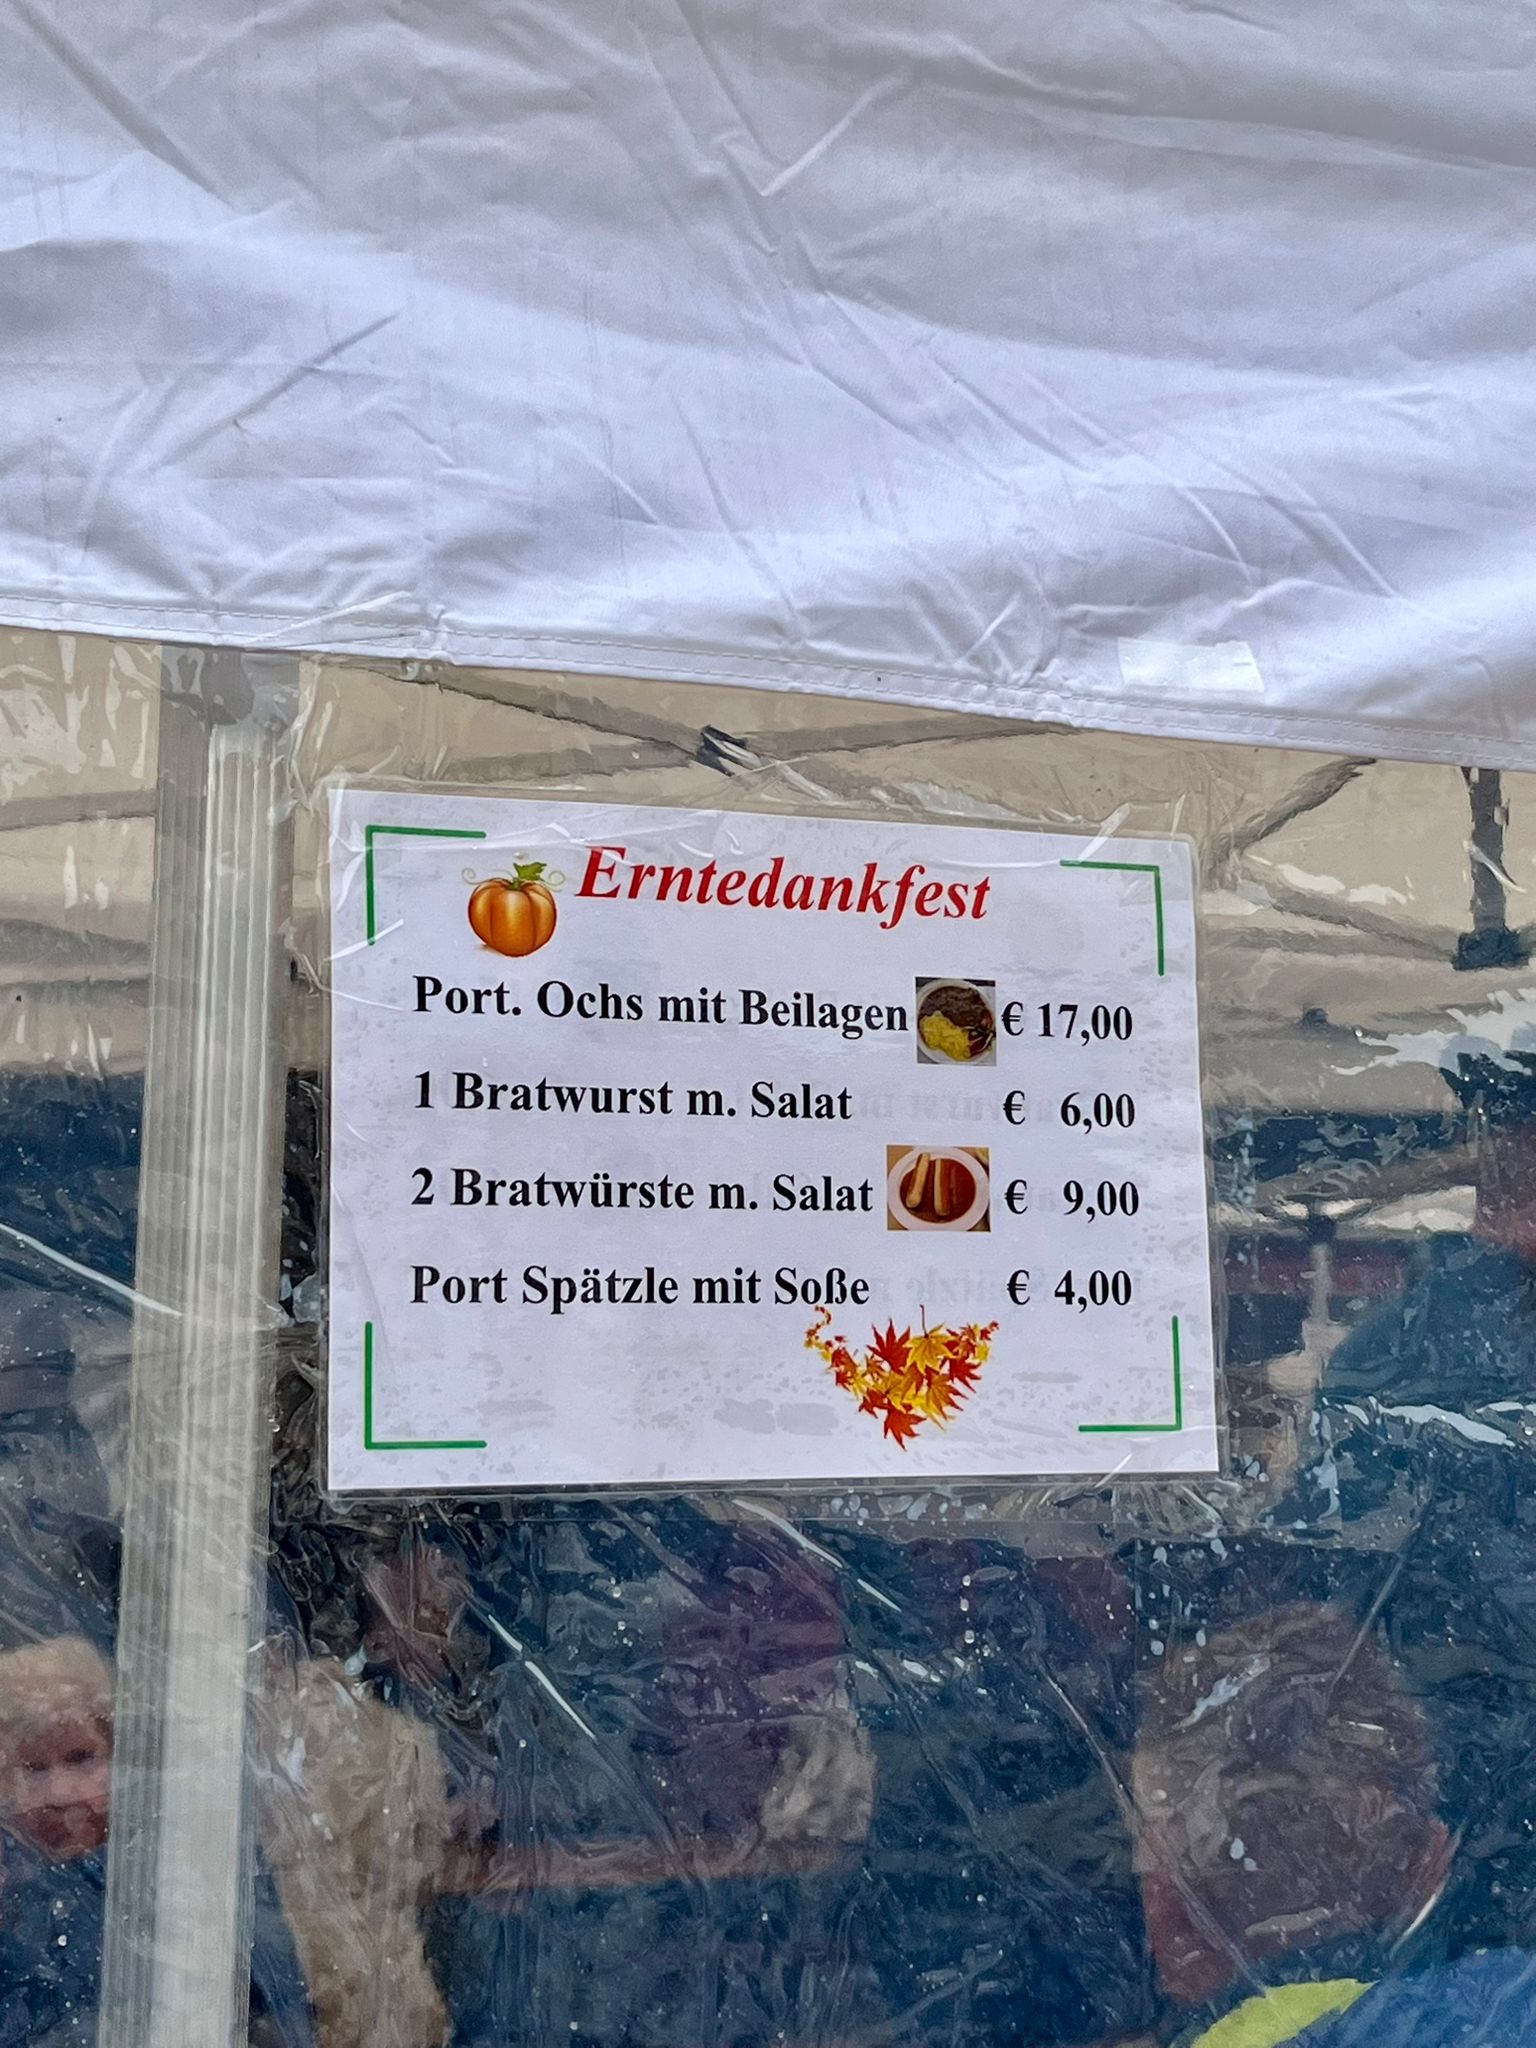 Erntedankfest
Port. Ochs mit Beilagen € 17,00
1 Bratwurst m. Salat € 6,00
2 Bratwürste m. Salat € 9,00
Port Spätzle mit Soße € 4,00